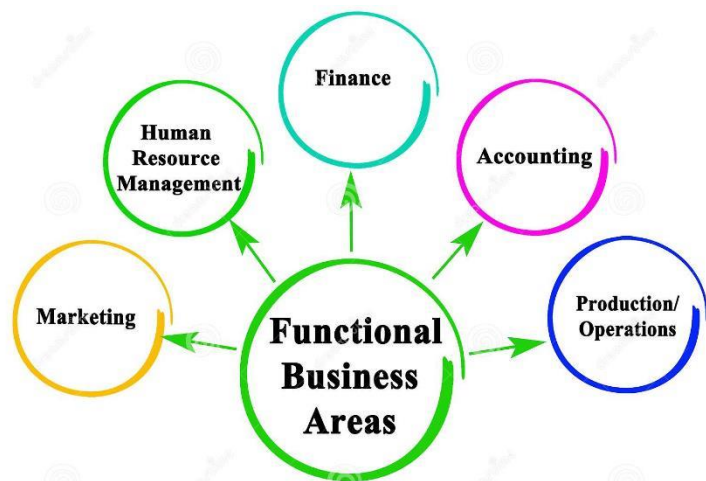 Finance
Human
Resource
Management
Accounting
Marketing
Production/
Operations
Functional
Business
Areas